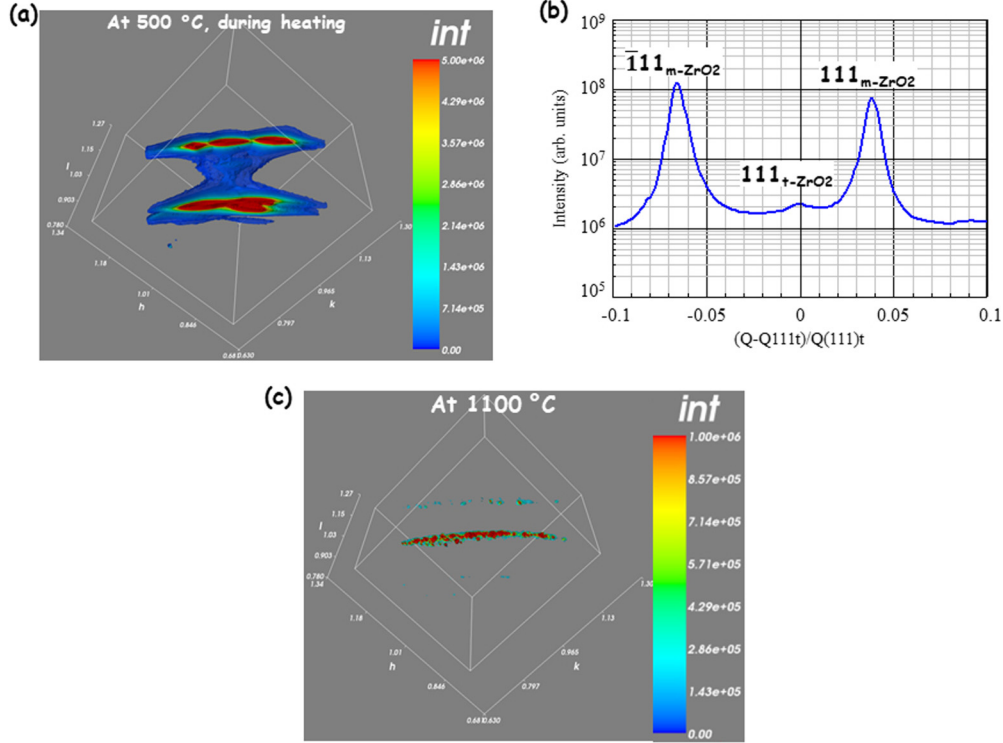 (a)
At 500 °C, during heating
int
5.00e+06
4.29e+06
3.57e+06
2.86e+06
2.14e+06
1.43e+06
7.14e+05
0.00
1.27
1.15
l 1.03
0.903
0.780
1.34
1.18
1.01
h
0.846
0.681 0.630
0.797
0.965
k
1.13
1.30
(b)
10⁹
10⁸
10⁷
10⁶
10⁵
Intensity (arb. units)
1̅11m-ZrO2
111m-ZrO2
111t-ZrO2
-0.1 -0.05 0 0.05 0.1
(Q-Q111t)/Q(111)t
(c)
At 1100 °C
int
1.00e+06
8.57e+05
7.14e+05
5.71e+05
4.29e+05
2.86e+05
1.43e+05
0.00
1.27
1.15
l 1.03
0.903
0.780
1.34
1.18
1.01
h
0.846
0.681 0.630
0.797
0.965
k
1.13
1.30